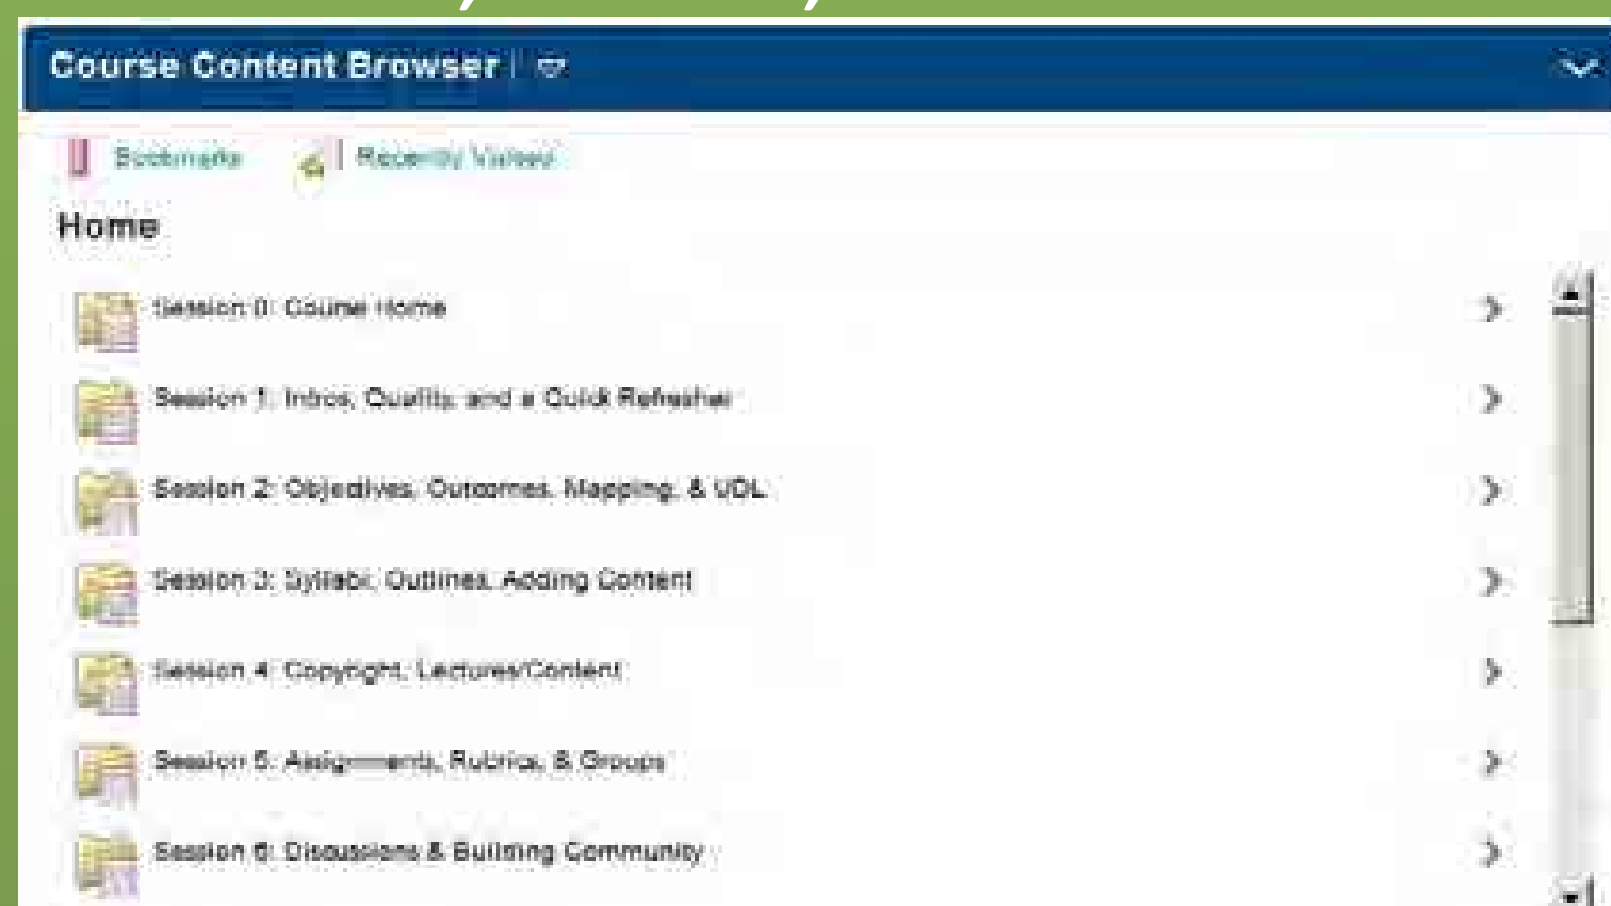 Course Content Browser
Bookmarks Recently Visited
Home
Session 0: Course Home
Session 1: Intros, Quality, and a Quick Refresher
Session 2: Objectives, Outcomes, Mapping, & UDL
Session 3: Syllabi, Outlines, Adding Content
Session 4: Copyright, Lectures/Content
Session 5: Assignments, Rubrics, & Groups
Session 6: Discussions & Building Community